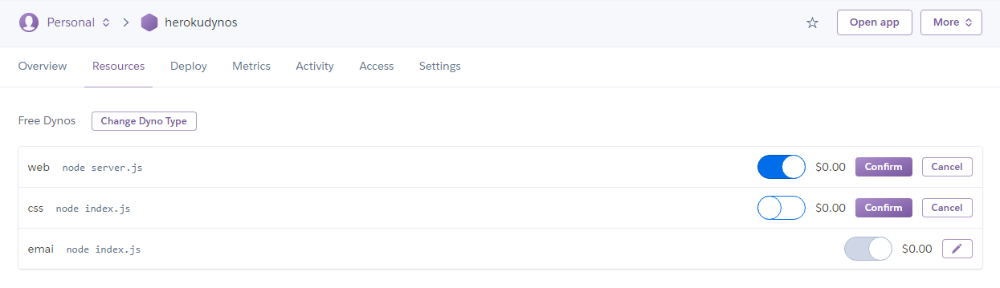 Personal herokudynos Open app More
Overview Resources Deploy Metrics Activity Access Settings
Free Dynos Change Dyno Type
web node server.js $0.00 Confirm Cancel
css node index.js $0.00 Confirm Cancel
emai node index.js $0.00